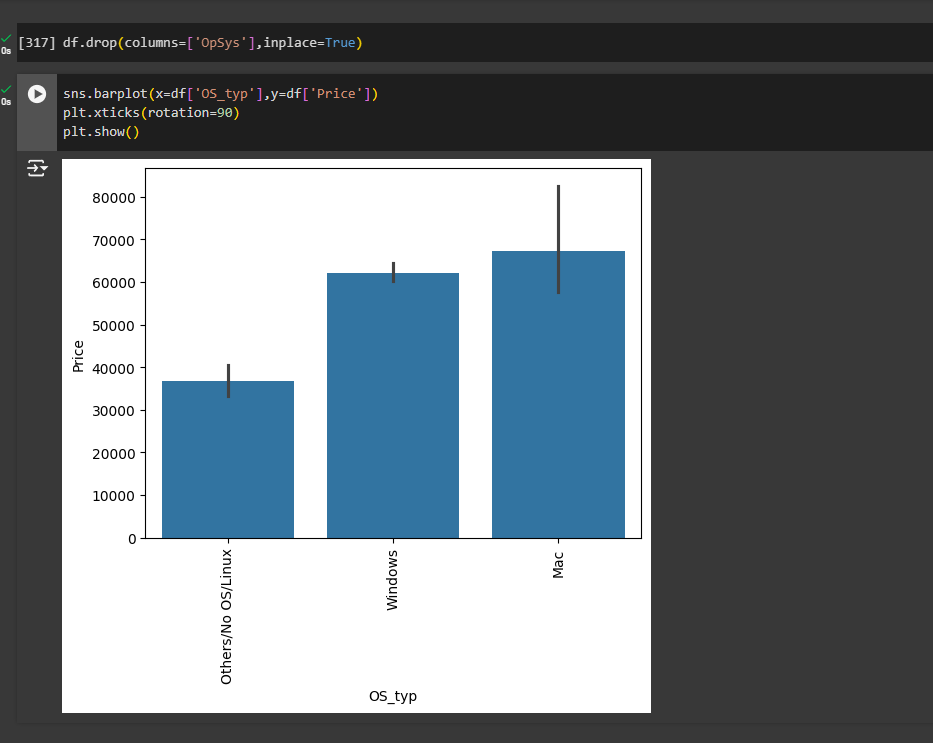 [317] df.drop(columns=['OpSys'],inplace=True)
0s
0s
sns.barplot(x=df['OS_typ'],y=df['Price'])
plt.xticks(rotation=90)
plt.show()
80000
70000
60000
50000
40000
30000
20000
10000
0
Price
Others/No OS/Linux
Windows
Mac
OS_typ